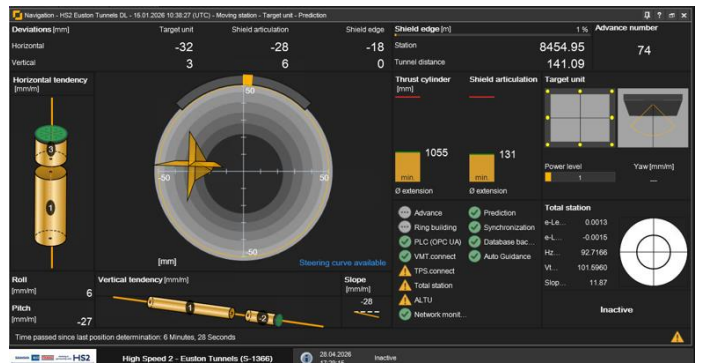 Navigation - HS2 Euston Tunnels DL - 15.01.2026 10:38:27 (UTC) - Moving station - Target unit - Prediction
Deviations [mm] Target unit Shield articulation Shield edge
Horizontal -32 -28 -18
Vertical 3 6 0
Shield edge [m] 1 %
Station 8454.95
Tunnel distance 141.09
Advance number
74
Horizontal tendency
[mm/m]
3
1
50
-50
50
-50
[mm]
Steering curve available
Thrust cylinder
[mm]
Shield articulation
1055
131
min.
min.
Ø extension
Ø extension
Target unit
Power level
Yaw [mm/m]
1
—
Advance
Ring building
PLC (OPC UA)
VMT.connect
TPS.connect
Total station
ALTU
Network monit...
Prediction
Synchronization
Database bac...
Auto Guidance
Total station
e-Le... 0.0013
e-L... -0.0015
Hz... 92.7166
Vt... 101.5960
Slop... 11.87
Inactive
Roll
[mm/m]
6
Pitch
[mm/m]
-27
Vertical tendency [mm/m]
1
-2
Slope
[mm/m]
-28
Time passed since last position determination: 6 Minutes, 28 Seconds
HS2
High Speed 2 - Euston Tunnels (S-1366)
28.04.2026
Inactive